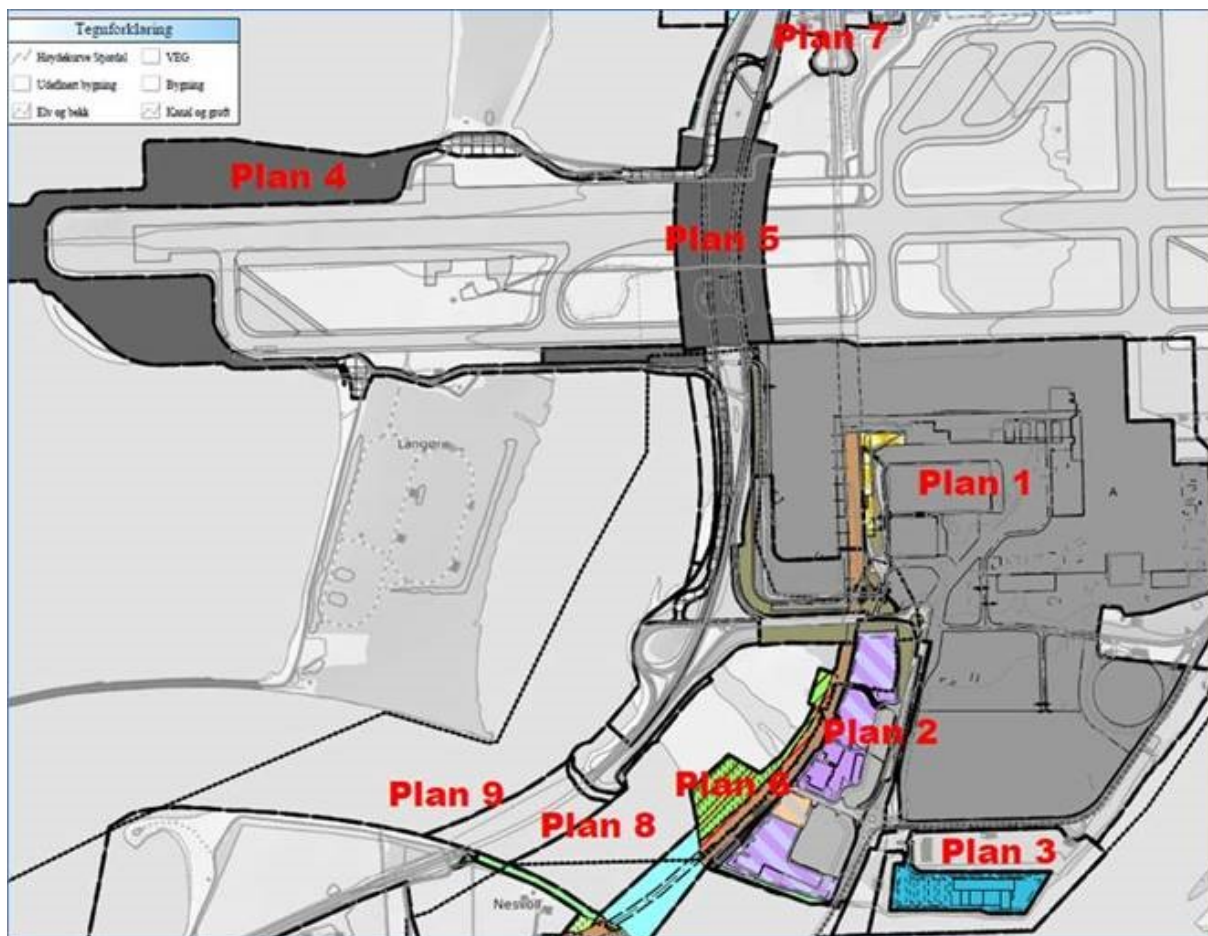 Tegnforklaring
Høydekurve Stjørdal VEG
Udefinert bygning Bygning
Elv og bekk Kanal og grøft
Plan 7
Plan 4
Plan 5
Langøra
Plan 1
A
Plan 2
Plan 6
Plan 9
Plan 8
Plan 3